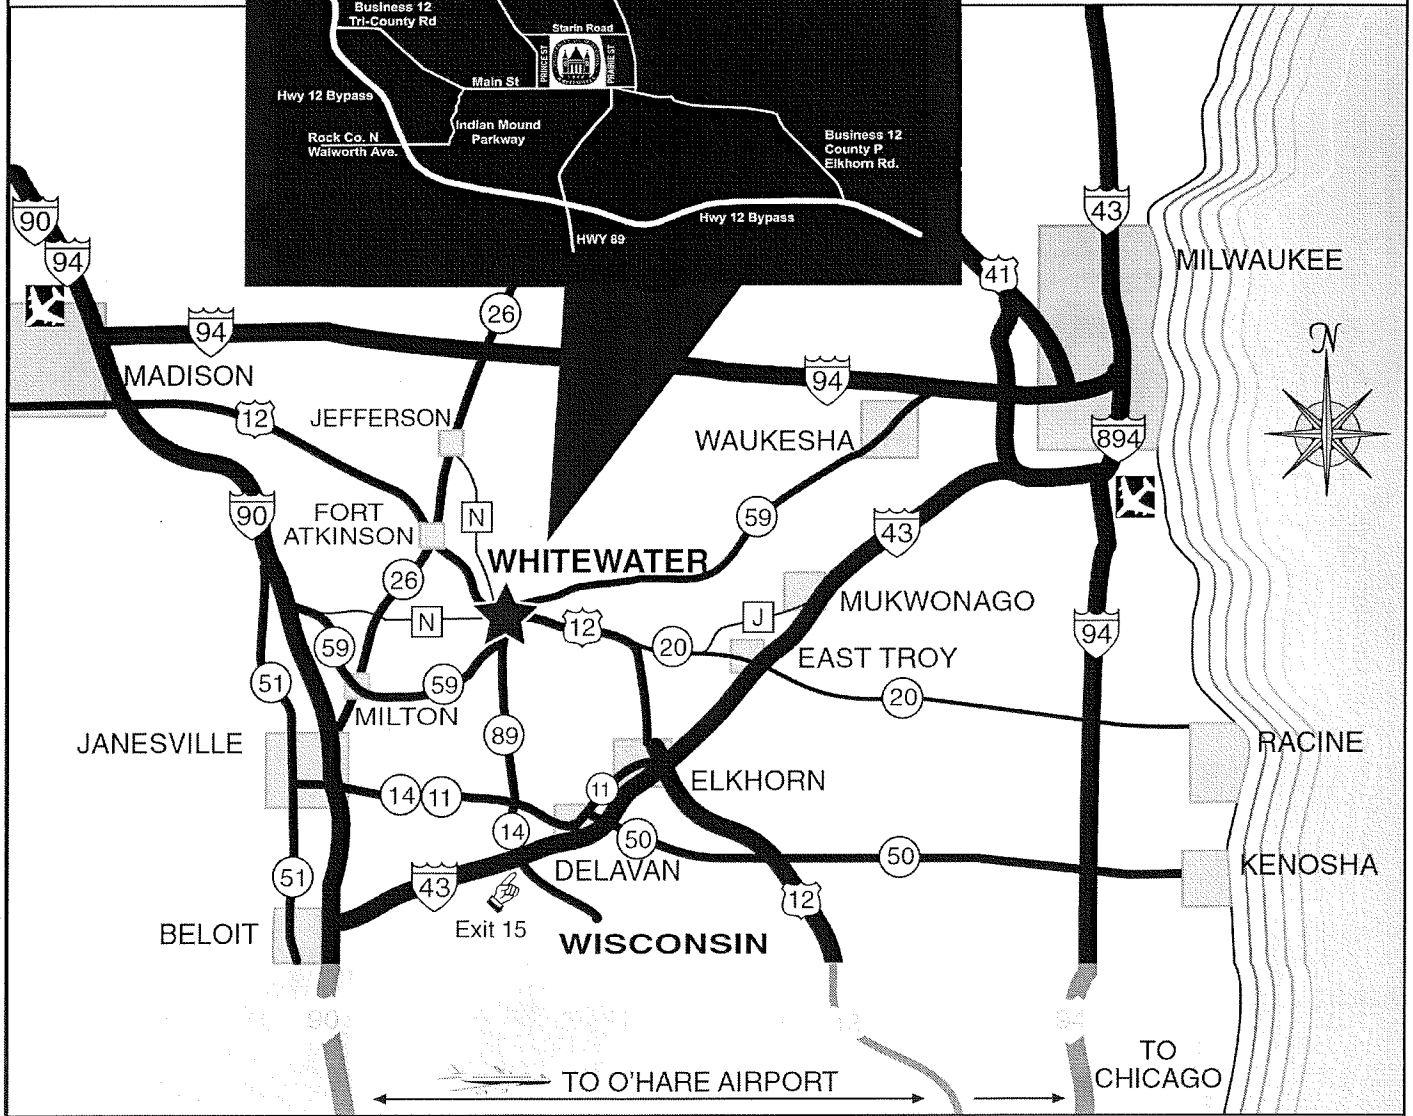 Business 12
Tri-County Rd
Starin Road
PRINCE ST
PRAIRIE ST
Main St
Hwy 12 Bypass
Indian Mound
Parkway
Rock Co. N
Walworth Ave.
Business 12
County P
Elkhorn Rd.
Hwy 12 Bypass
HWY 89
90
94
43
41
MILWAUKEE
26
94
N
MADISON
94
12
JEFFERSON
WAUKESHA
894
90
FORT
ATKINSON
N
59
43
WHITEWATER
26
N
12
J
MUKWONAGO
94
59
20
EAST TROY
51
59
20
MILTON
89
JANESVILLE
RACINE
14
11
11
ELKHORN
14
50
50
51
43
DELAVAN
KENOSHA
12
Exit 15
BELOIT
WISCONSIN
90
12
94
TO
CHICAGO
TO O'HARE AIRPORT